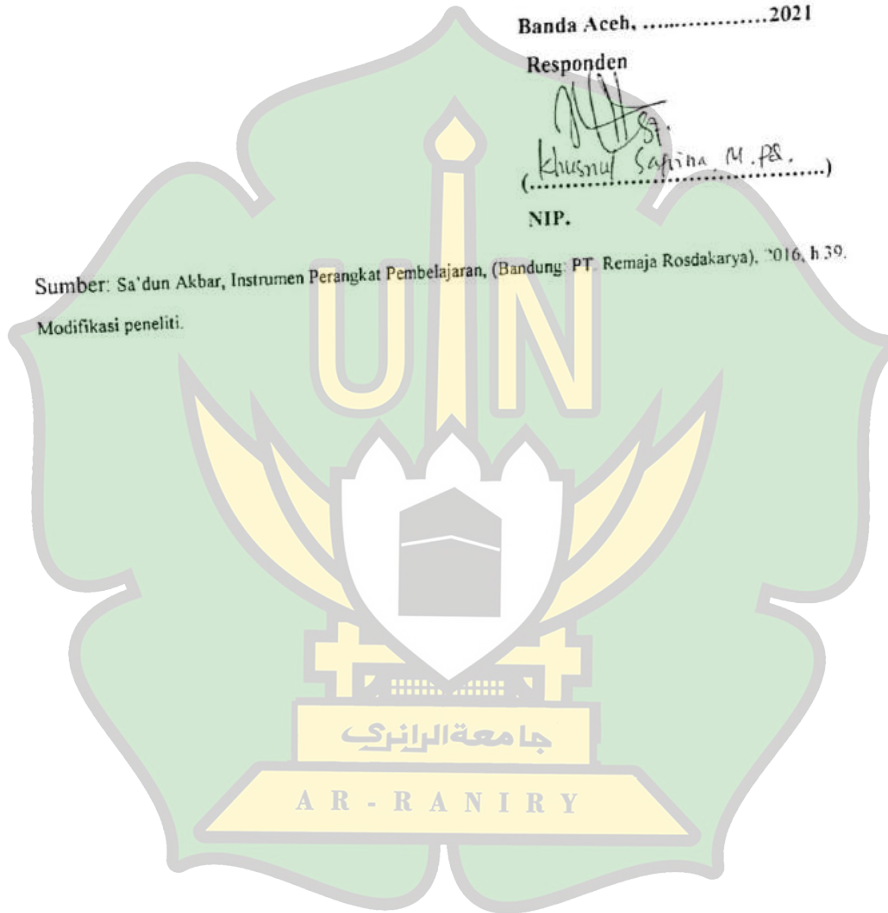 Banda Aceh, ..................2021
Responden
Khusnul Safrina, M.Pd.
(.......................................)
NIP.
Sumber: Sa'dun Akbar, Instrumen Perangkat Pembelajaran, (Bandung: PT. Remaja Rosdakarya), 2016, h.39.
Modifikasi peneliti.
UIN
جامعة الرانري
AR-RANIRY